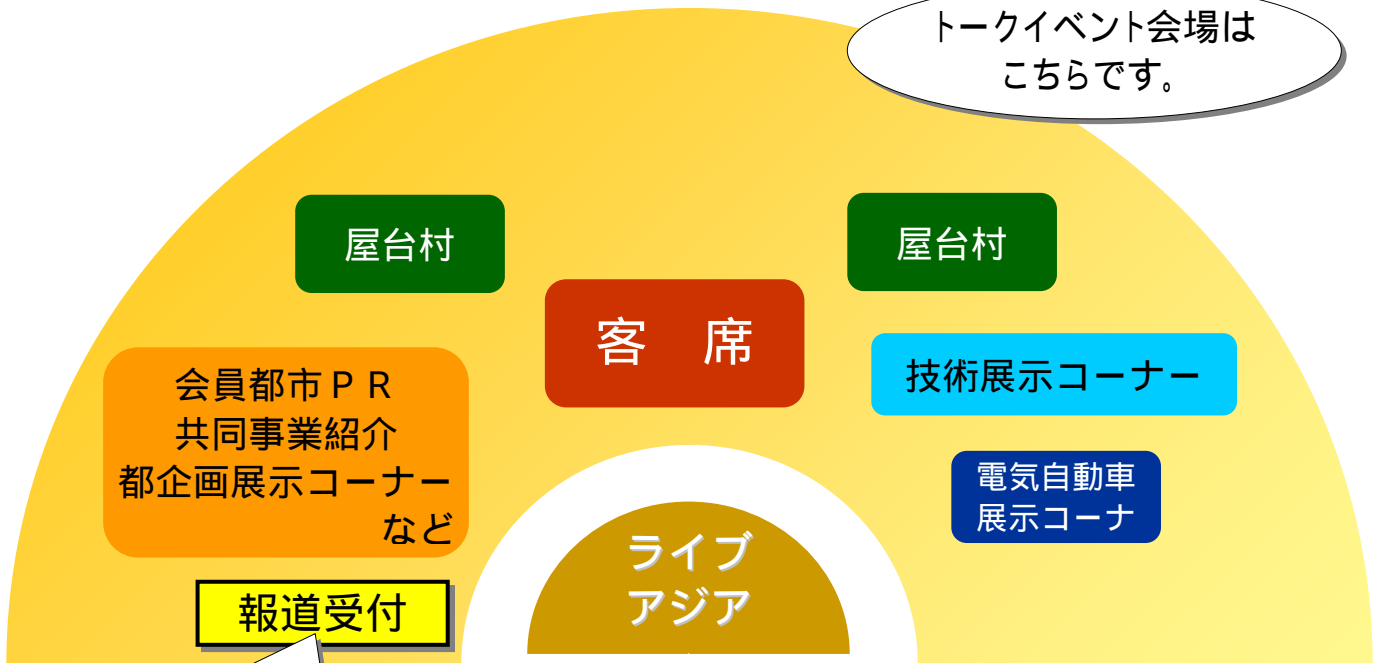 トークイベント会場は
こちらです。
屋台村
屋台村
客　席
会員都市ＰＲ
共同事業紹介
都企画展示コーナー
など
技術展示コーナー
電気自動車
展示コーナ
ライブ
アジア
報道受付